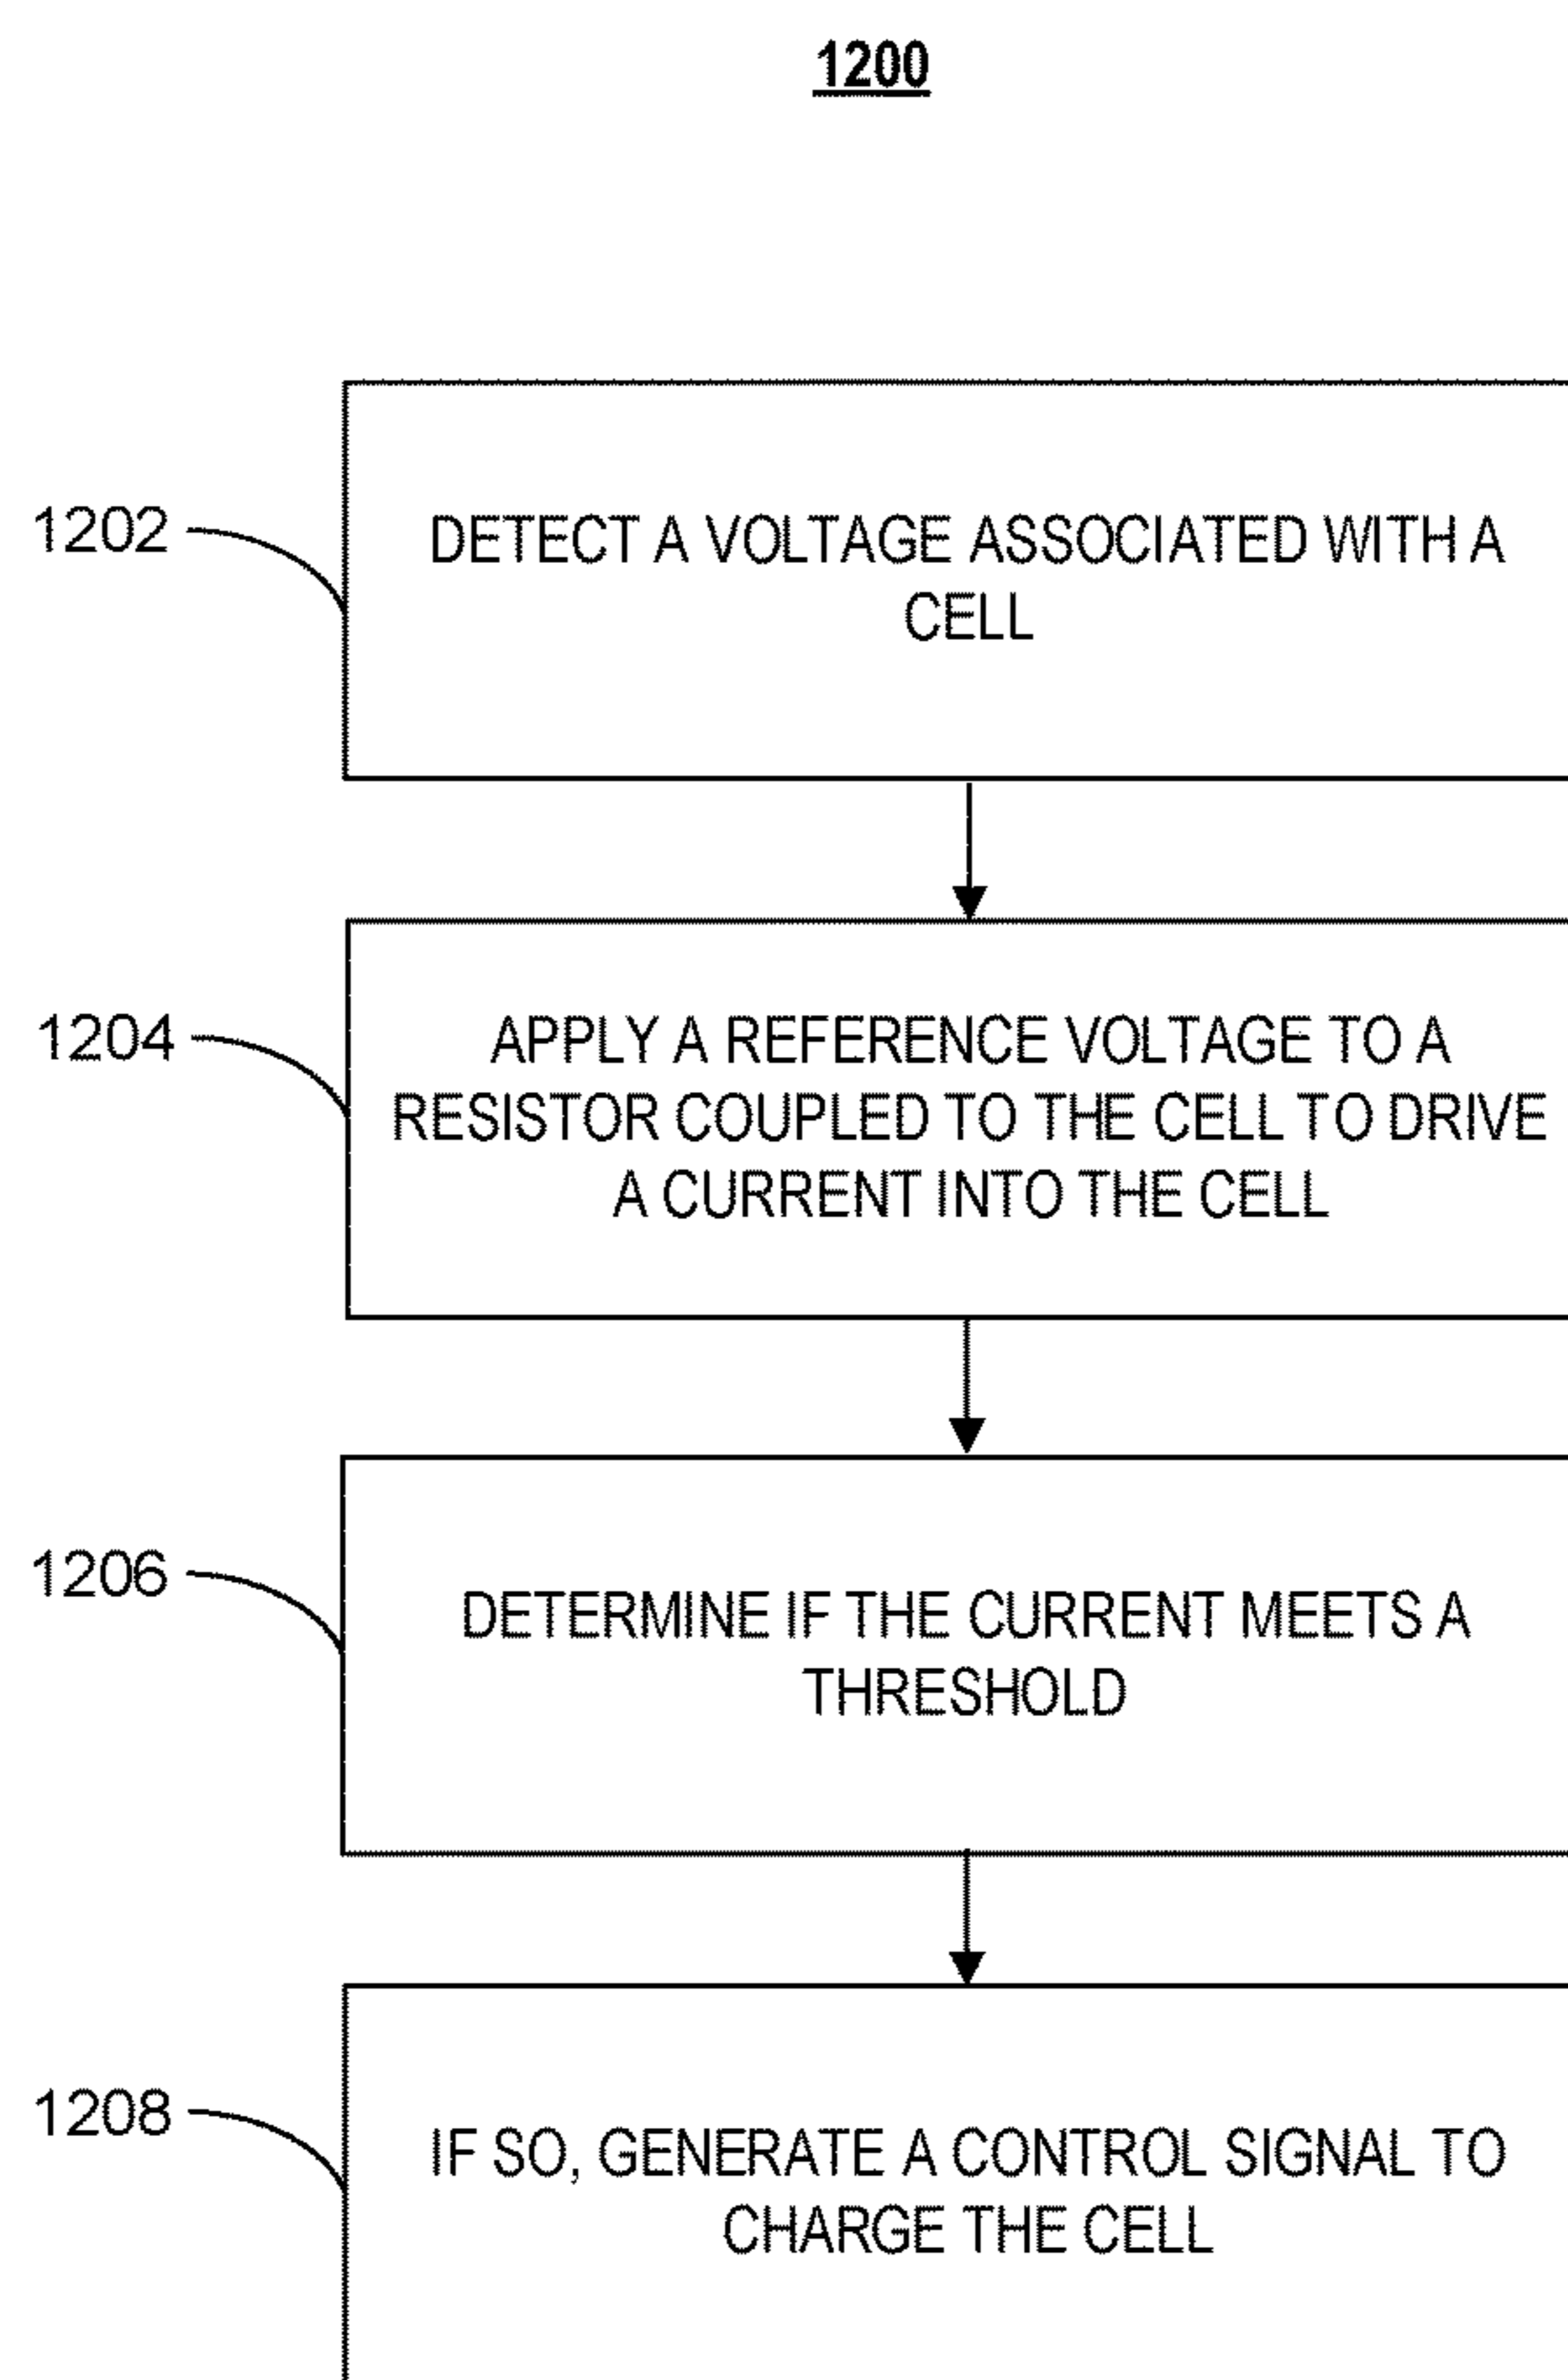 1200
1202
DETECT A VOLTAGE ASSOCIATED WITH A
CELL
1204
APPLY A REFERENCE VOLTAGE TO A
RESISTOR COUPLED TO THE CELL TO DRIVE
A CURRENT INTO THE CELL
1206
DETERMINE IF THE CURRENT MEETS A
THRESHOLD
1208
IF SO, GENERATE A CONTROL SIGNAL TO
CHARGE THE CELL